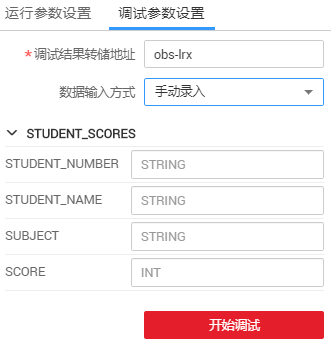 运行参数设置 调试参数设置
*调试结果转储地址 obs-lrx
数据输入方式 手动录入
STUDENT_SCORES
STUDENT_NUMBER STRING
STUDENT_NAME STRING
SUBJECT STRING
SCORE INT
开始调试